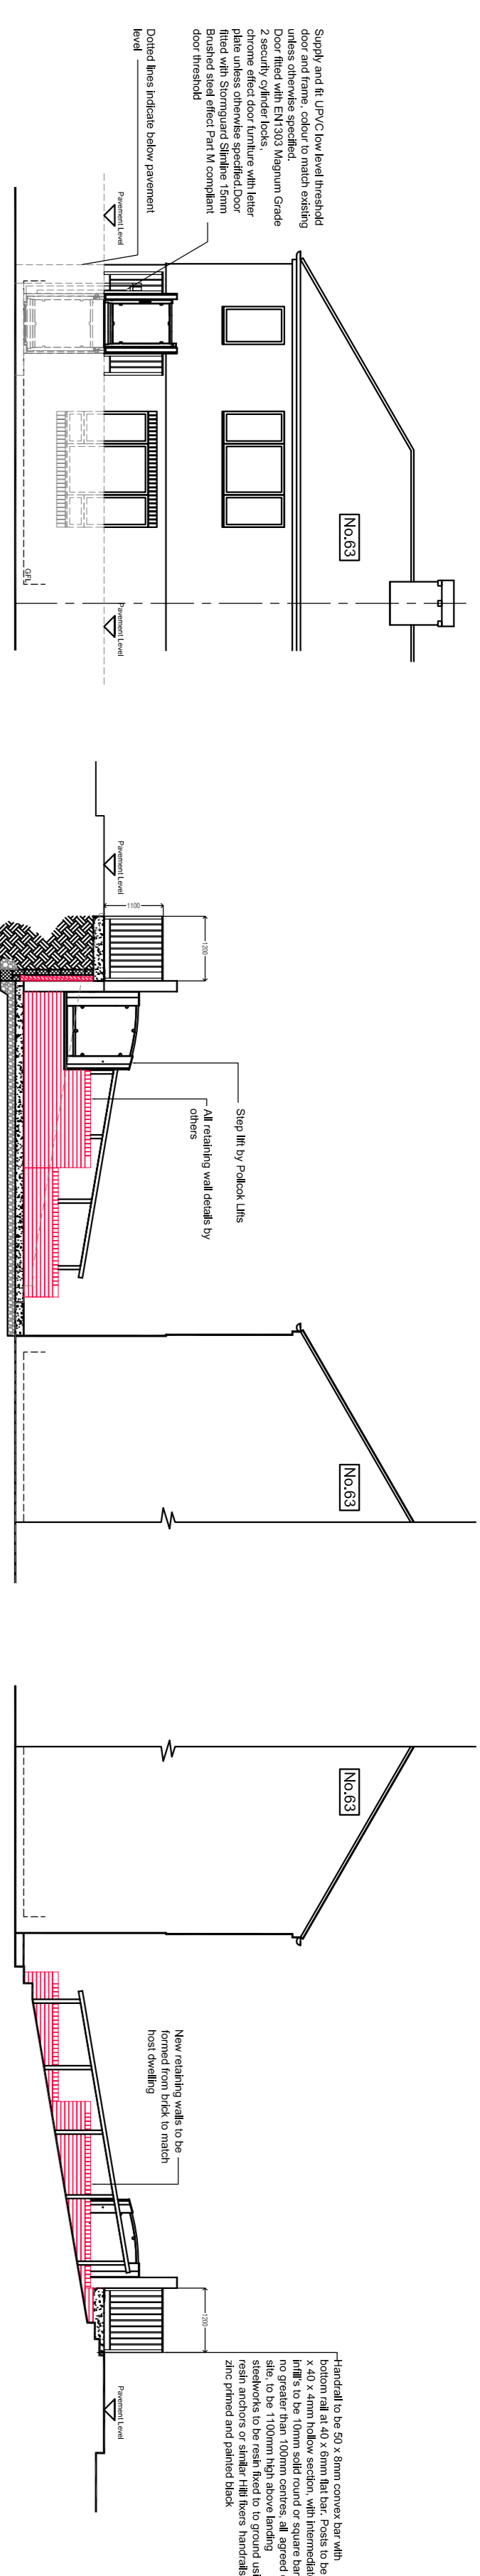 Supply and fit UPVC low level threshold
door and frame, colour to match existing
unless otherwise specified.
Door fitted with EN1303 Magnum Grade
2 security cylinder locks,
chrome effect door furniture with letter
plate unless otherwise specified.Door
fitted with Stormguard Slimline 15mm
Brushed steel effect Part M compliant
door threshold
Dotted lines indicate below pavement
level
Pavement Level
No.63
GFL
Pavement Level
Pavement Level
1100
1200
Step lift by Pollcok Lifts
All retaining wall details by
others
No.63
No.63
New retaining walls to be
formed from brick to match
host dwelling
1200
Pavement Level
Handrail to be 50 x 8mm convex bar with
bottom rail at 40 x 6mm flat bar. Posts to be
x 40 x 4mm hollow section, with intermediat
infill's to be 10mm solid round or square bar
no greater than 100mm centres, all agreed
site, to be 1100mm high above landing
steelworks to be resin fixed to to ground usi
resin anchors or similar Hilti fixers handrails
zinc primed and painted black